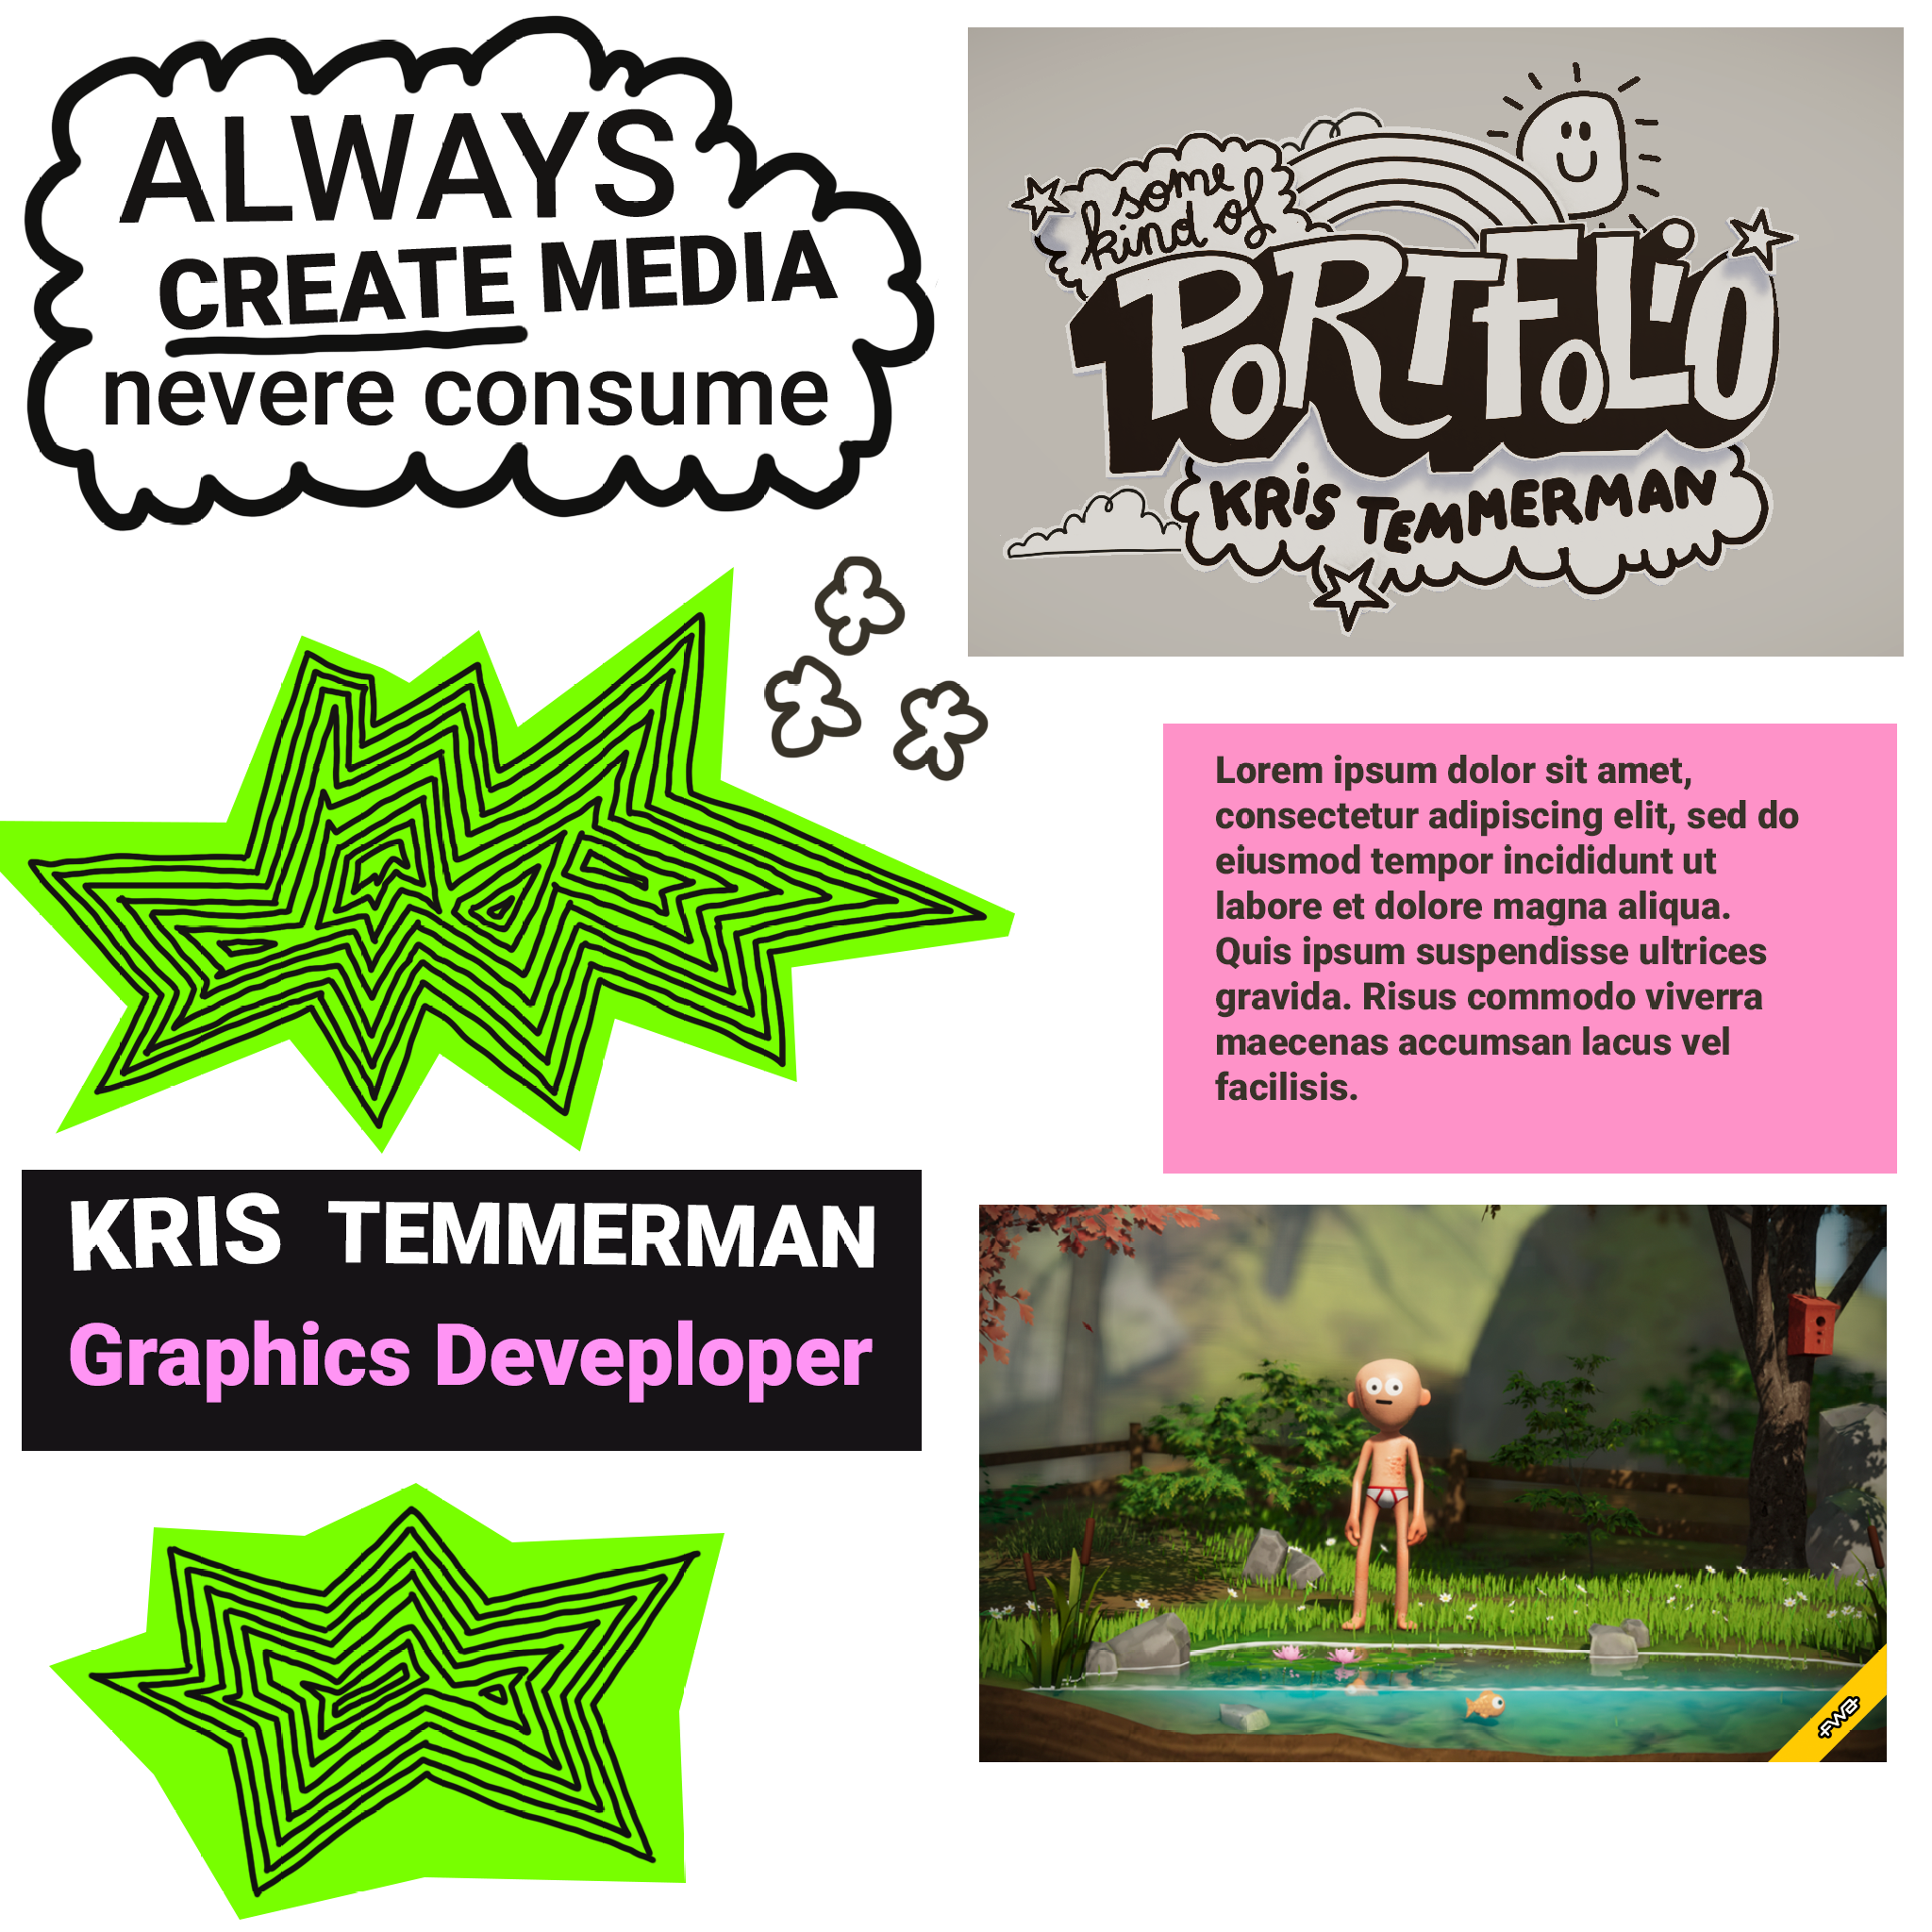 ALWAYS
CREATE MEDIA
nevere consume
some
kind of
PORTFOLiO
KRiS TEMMERMAN
Lorem ipsum dolor sit amet,
consectetur adipiscing elit, sed do
eiusmod tempor incididunt ut
labore et dolore magna aliqua.
Quis ipsum suspendisse ultrices
gravida. Risus commodo viverra
maecenas accumsan lacus vel
facilisis.
KRIS TEMMERMAN
Graphics Deveploper
FWA